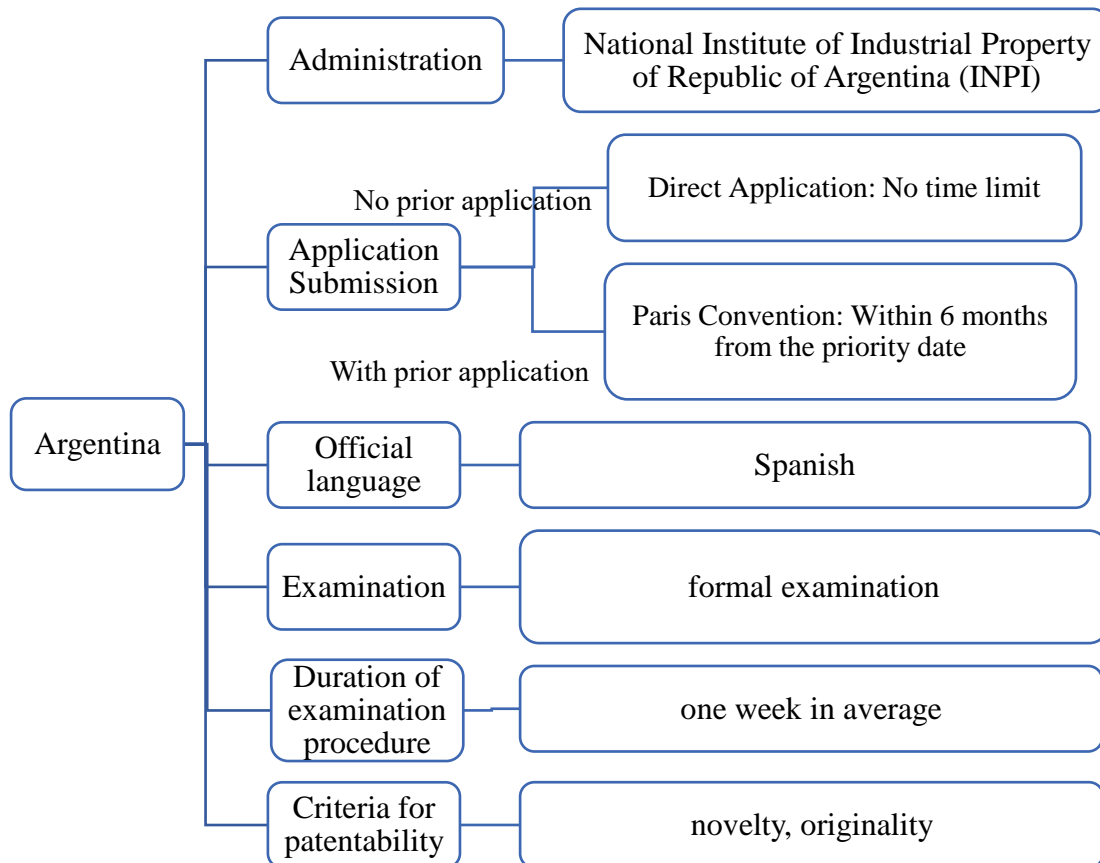 Administration
National Institute of Industrial Property
of Republic of Argentina (INPI)
No prior application
Direct Application: No time limit
Application
Submission
Paris Convention: Within 6 months
from the priority date
With prior application
Argentina
Official
language
Spanish
Examination
formal examination
Duration of
examination
procedure
one week in average
Criteria for
patentability
novelty, originality